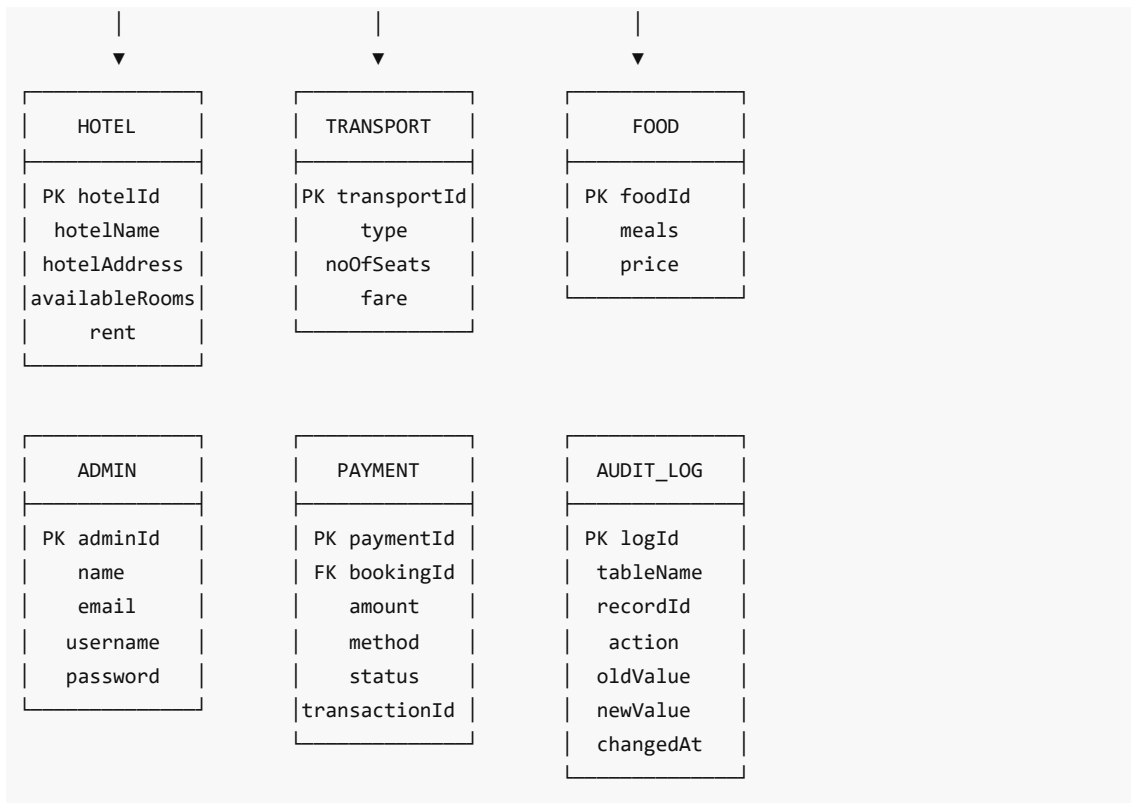 HOTEL
PK hotelId
hotelName
hotelAddress
availableRooms
rent
TRANSPORT
PK transportId
type
noOfSeats
fare
FOOD
PK foodId
meals
price
ADMIN
PK adminId
name
email
username
password
PAYMENT
PK paymentId
FK bookingId
amount
method
status
transactionId
AUDIT_LOG
PK logId
tableName
recordId
action
oldValue
newValue
changedAt